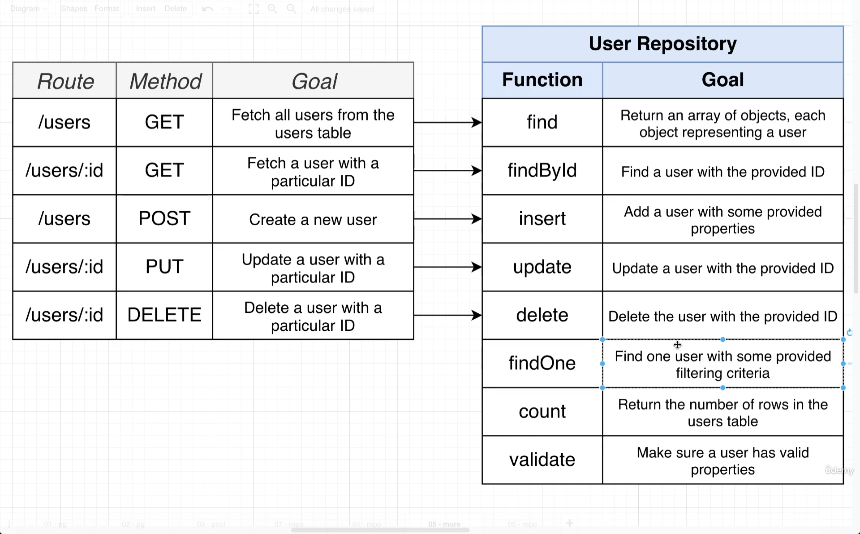 Diagram
Shapes Format Insert Delete
All changes saved
User Repository
Route Method Goal
Function Goal
/users GET Fetch all users from the
users table
find Return an array of objects, each
object representing a user
/users/:id GET Fetch a user with a
particular ID
findById Find a user with the provided ID
/users POST Create a new user
insert Add a user with some provided
properties
/users/:id PUT Update a user with a
particular ID
update Update a user with the provided ID
/users/:id DELETE Delete a user with a
particular ID
delete Delete the user with the provided ID
findOne Find one user with some provided
filtering criteria
count Return the number of rows in the
users table
validate Make sure a user has valid
properties
ûdemy
05 - more